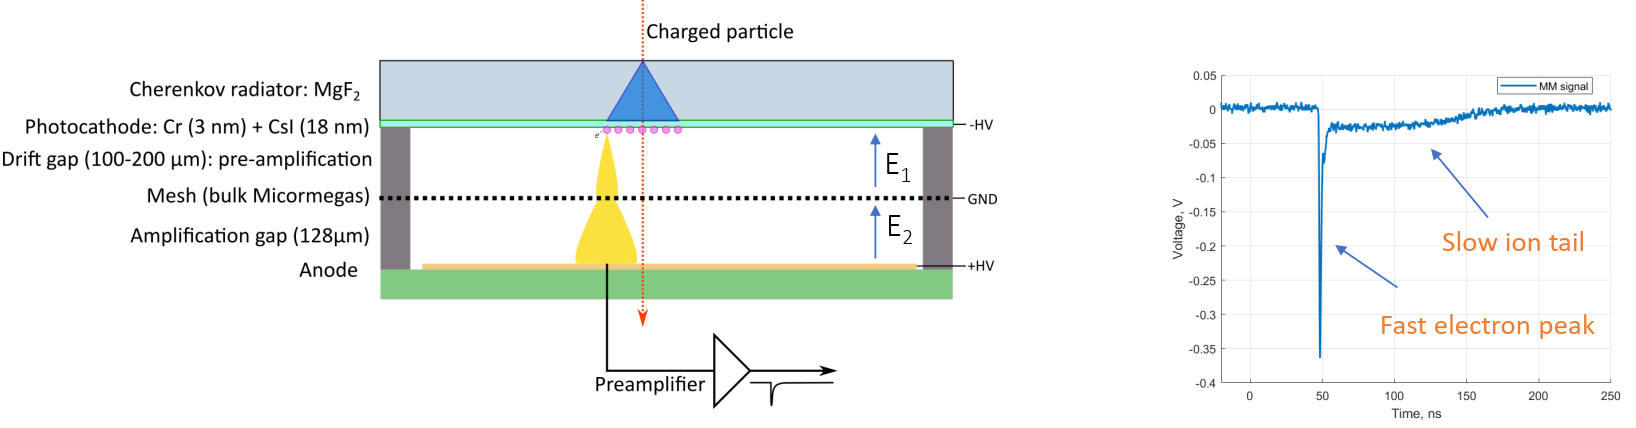 Charged particle
Cherenkov radiator: MgF₂
Photocathode: Cr (3 nm) + CsI (18 nm)
e⁻
-HV
Drift gap (100-200 µm): pre-amplification
E₁
Mesh (bulk Micormegas)
GND
Amplification gap (128µm)
E₂
Anode
+HV
Preamplifier
0.05
0
-0.05
-0.1
-0.15
-0.2
-0.25
-0.3
-0.35
-0.4
Voltage, V
MM signal
Slow ion tail
Fast electron peak
0 50 100 150 200 250
Time, ns